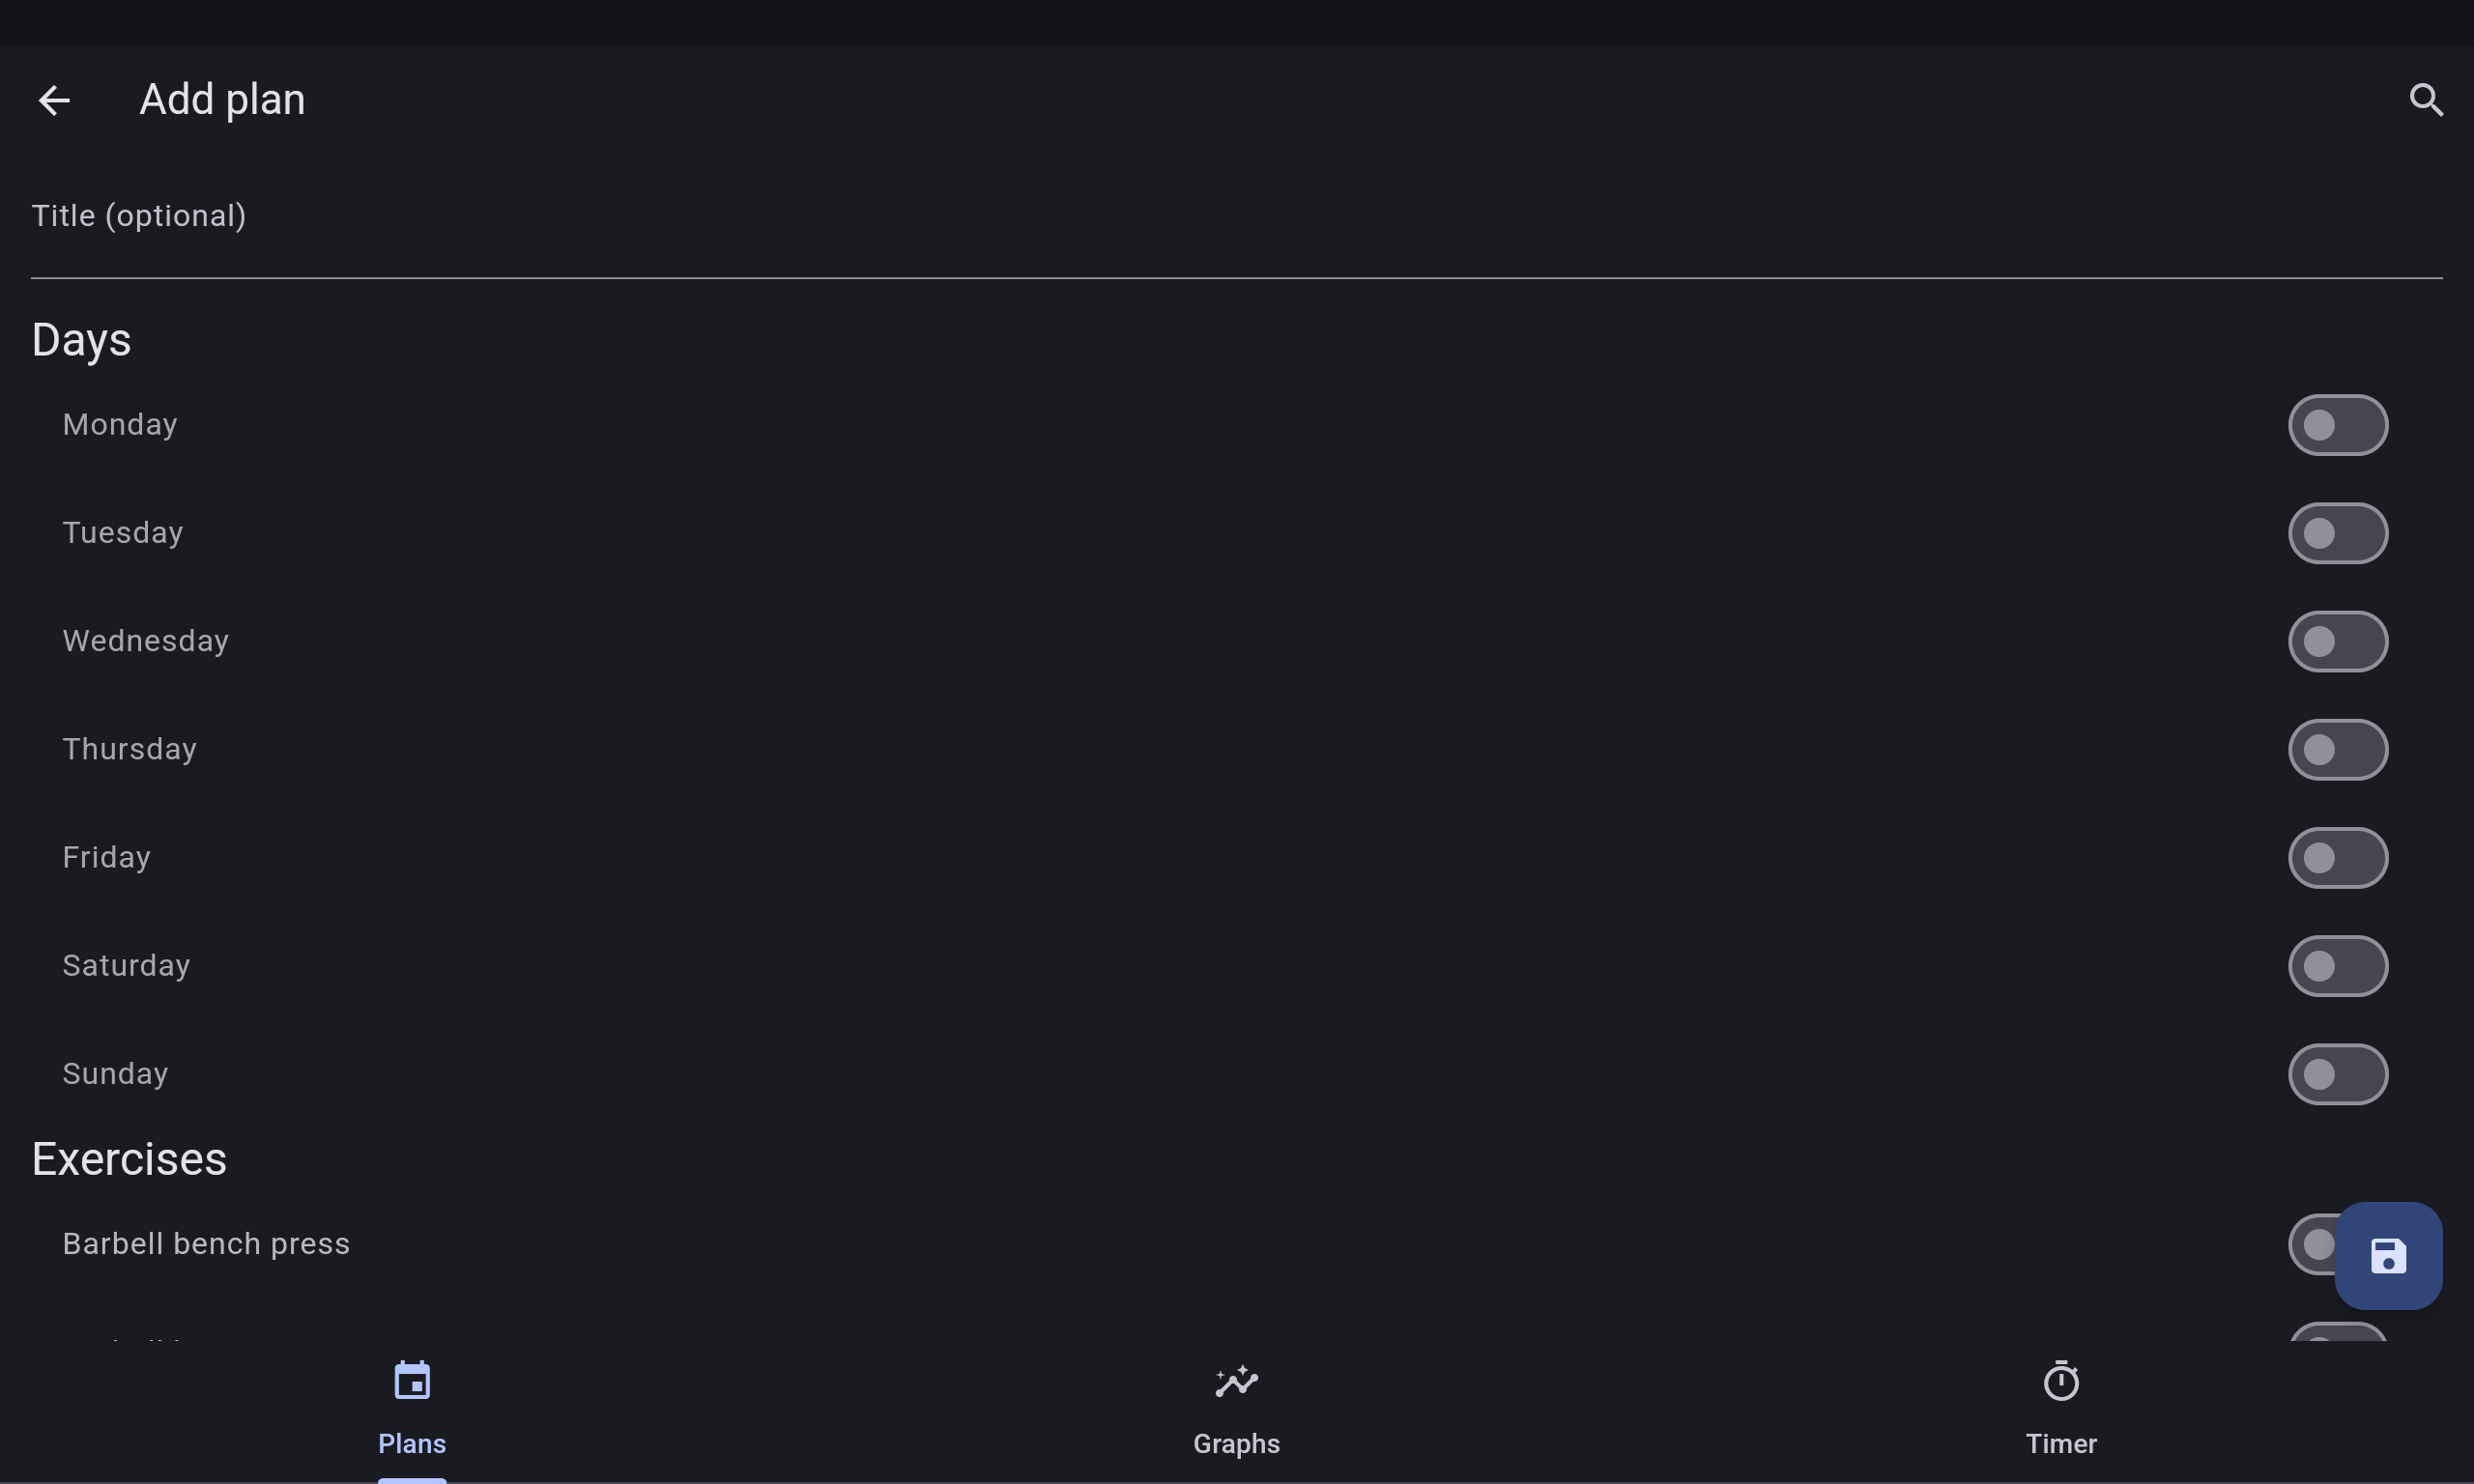 Add plan
Title (optional)
Days
Monday
Tuesday
Wednesday
Thursday
Friday
Saturday
Sunday
Exercises
Barbell bench press
Plans
Graphs
Timer